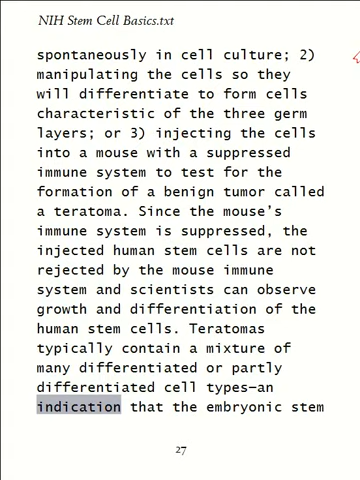 NIH Stem Cell Basics.txt
spontaneously in cell culture; 2)
manipulating the cells so they
will differentiate to form cells
characteristic of the three germ
layers; or 3) injecting the cells
into a mouse with a suppressed
immune system to test for the
formation of a benign tumor called
a teratoma. Since the mouse’s
immune system is suppressed, the
injected human stem cells are not
rejected by the mouse immune
system and scientists can observe
growth and differentiation of the
human stem cells. Teratomas
typically contain a mixture of
many differentiated or partly
differentiated cell types—an
indication that the embryonic stem
27